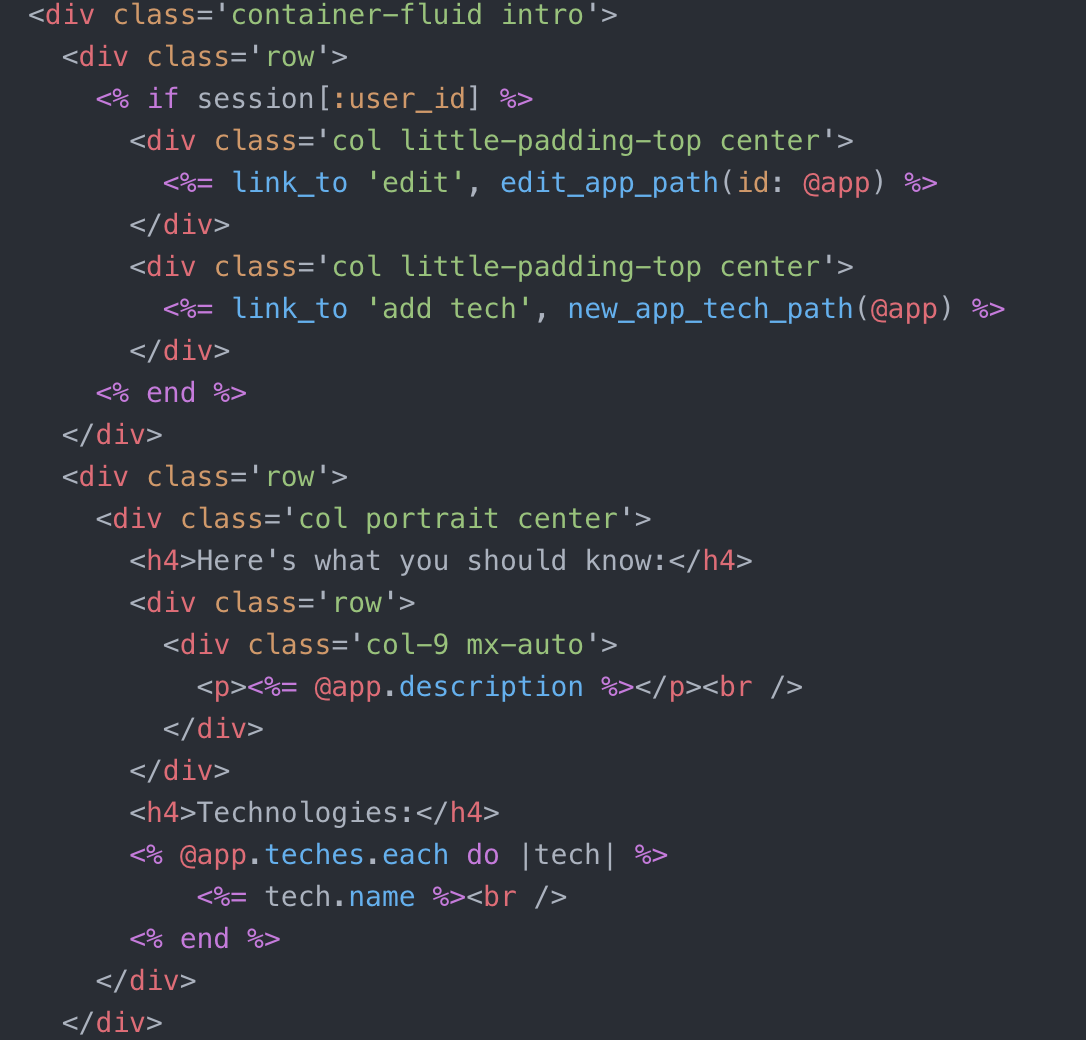 <div class='container-fluid intro'>
  <div class='row'>
    <% if session[:user_id] %>
      <div class='col little-padding-top center'>
        <%= link_to 'edit', edit_app_path(id: @app) %>
      </div>
      <div class='col little-padding-top center'>
        <%= link_to 'add tech', new_app_tech_path(@app) %>
      </div>
    <% end %>
  </div>
  <div class='row'>
    <div class='col portrait center'>
      <h4>Here's what you should know:</h4>
      <div class='row'>
        <div class='col-9 mx-auto'>
          <p><%= @app.description %></p><br />
        </div>
      </div>
      <h4>Technologies:</h4>
      <% @app.teches.each do |tech| %>
          <%= tech.name %><br />
      <% end %>
    </div>
  </div>